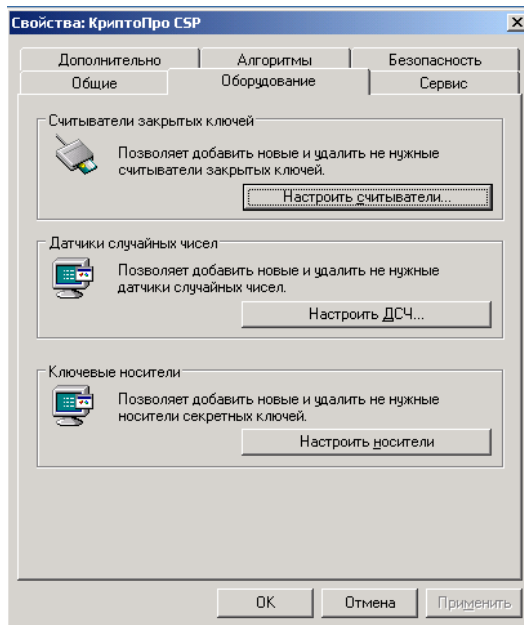 Свойства: КриптоПро CSP
Дополнительно Алгоритмы Безопасность
Общие Оборудование Сервис
Считыватели закрытых ключей
Позволяет добавить новые и удалить не нужные
считыватели закрытых ключей.
Настроить считыватели...
Датчики случайных чисел
Позволяет добавить новые и удалить не нужные
датчики случайных чисел.
Настроить ДСЧ...
Ключевые носители
Позволяет добавить новые и удалить не нужные
носители секретных ключей.
Настроить носители
OK Отмена Применить